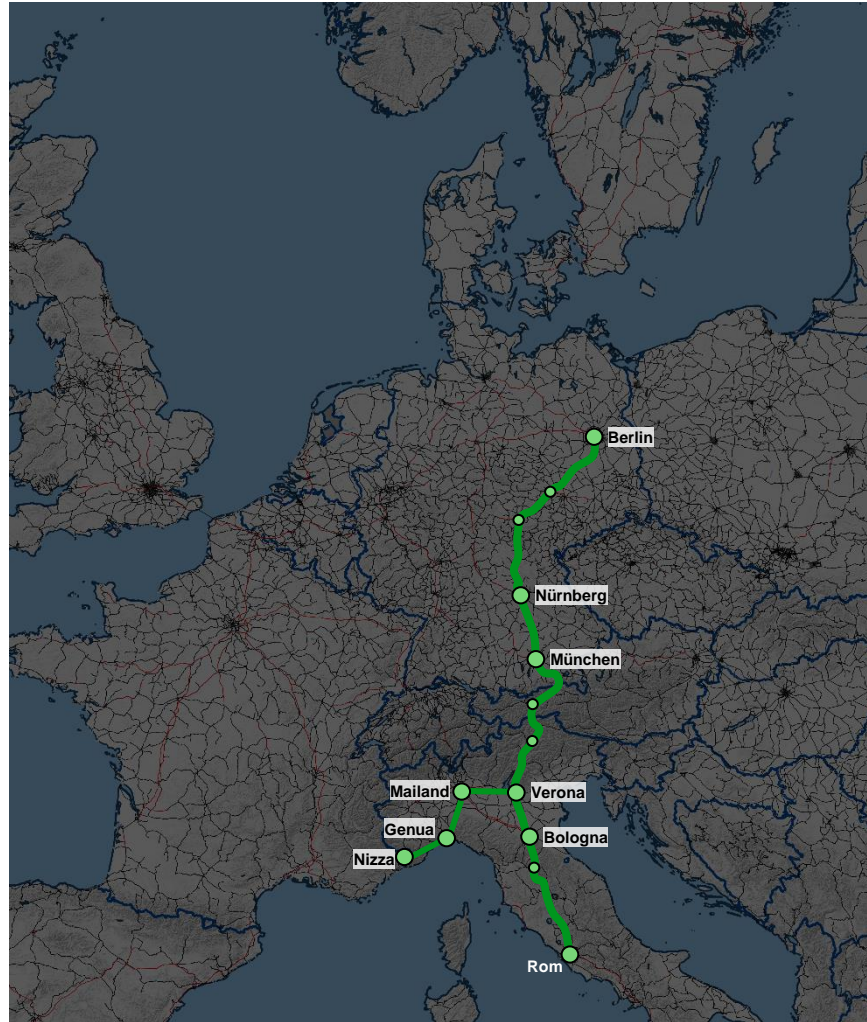 Berlin
Nürnberg
München
Mailand
Verona
Genua
Bologna
Nizza
Rom